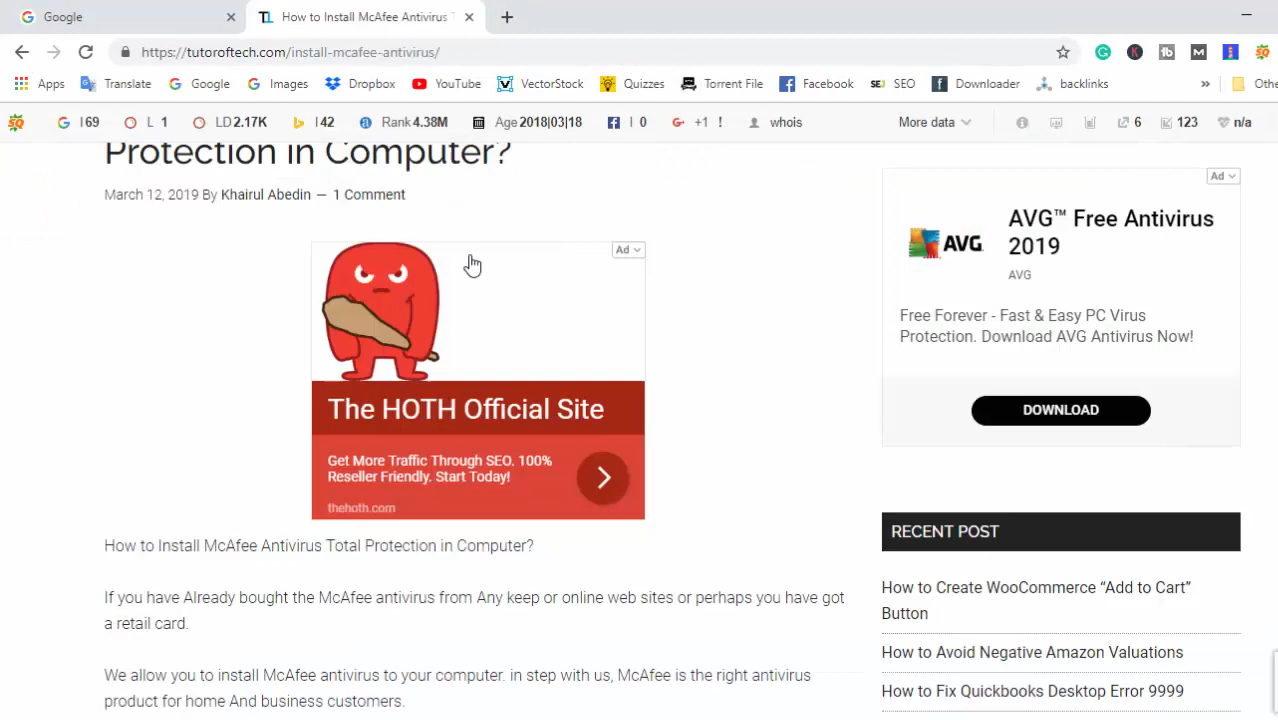 Google
How to Install McAfee Antivirus T
https://tutoroftech.com/install-mcafee-antivirus/
Apps Translate Google Images Dropbox YouTube VectorStock Quizzes Torrent File Facebook SEJ SEO Downloader backlinks » Othe
SQ I 69 L 1 LD 2.17K I 42 Rank 4.38M Age 2018|03|18 I 0 +1 ! whois More data 6 123 n/a
Protection in Computer?
March 12, 2019 By Khairul Abedin — 1 Comment
Ad
The HOTH Official Site
Get More Traffic Through SEO. 100%
Reseller Friendly. Start Today!
thehoth.com
How to Install McAfee Antivirus Total Protection in Computer?
If you have Already bought the McAfee antivirus from Any keep or online web sites or perhaps you have got
a retail card.
We allow you to install McAfee antivirus to your computer. in step with us, McAfee is the right antivirus
product for home And business customers.
Ad
AVG
AVG™ Free Antivirus
2019
AVG
Free Forever - Fast & Easy PC Virus
Protection. Download AVG Antivirus Now!
DOWNLOAD
RECENT POST
How to Create WooCommerce “Add to Cart”
Button
How to Avoid Negative Amazon Valuations
How to Fix Quickbooks Desktop Error 9999